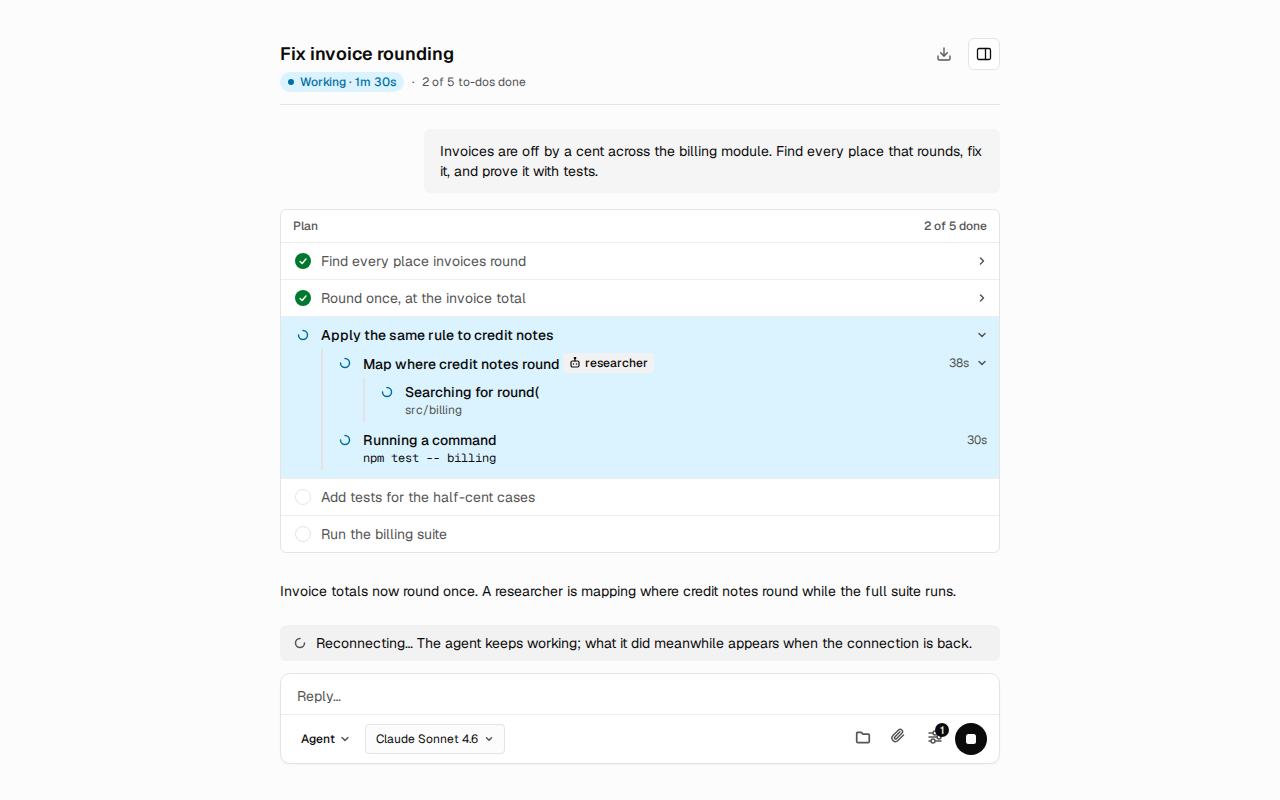 Fix invoice rounding
Working · 1m 30s · 2 of 5 to-dos done
Invoices are off by a cent across the billing module. Find every place that rounds, fix
it, and prove it with tests.
Plan 2 of 5 done
Find every place invoices round
Round once, at the invoice total
Apply the same rule to credit notes
Map where credit notes round researcher 38s
Searching for round(
src/billing
Running a command 30s
npm test -- billing
Add tests for the half-cent cases
Run the billing suite
Invoice totals now round once. A researcher is mapping where credit notes round while the full suite runs.
Reconnecting… The agent keeps working; what it did meanwhile appears when the connection is back.
Reply…
Agent Claude Sonnet 4.6 1